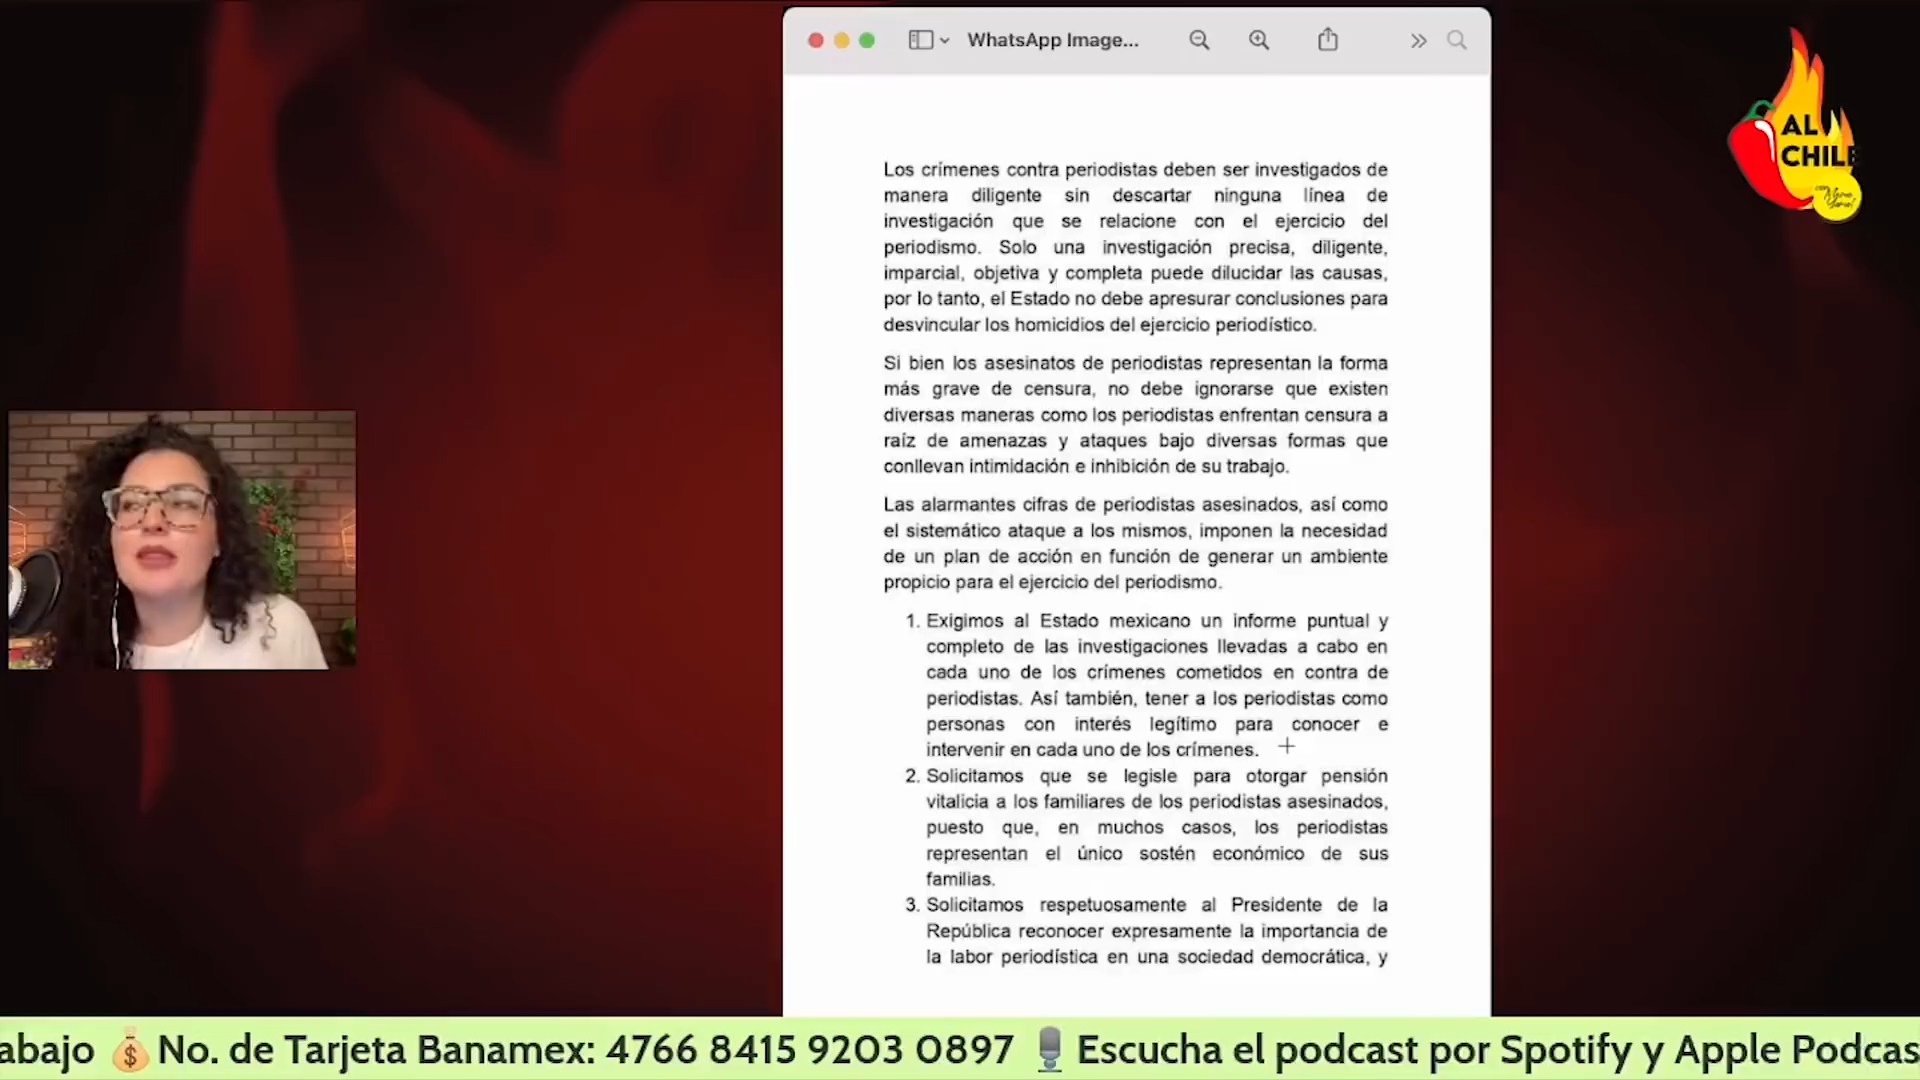 WhatsApp Image...
AL
CHILE
Los crímenes contra periodistas deben ser investigados de
manera diligente sin descartar ninguna línea de
investigación que se relacione con el ejercicio del
periodismo. Solo una investigación precisa, diligente,
imparcial, objetiva y completa puede dilucidar las causas,
por lo tanto, el Estado no debe apresurar conclusiones para
desvincular los homicidios del ejercicio periodístico.
Si bien los asesinatos de periodistas representan la forma
más grave de censura, no debe ignorarse que existen
diversas maneras como los periodistas enfrentan censura a
raíz de amenazas y ataques bajo diversas formas que
conllevan intimidación e inhibición de su trabajo.
Las alarmantes cifras de periodistas asesinados, así como
el sistemático ataque a los mismos, imponen la necesidad
de un plan de acción en función de generar un ambiente
propicio para el ejercicio del periodismo.
1. Exigimos al Estado mexicano un informe puntual y
completo de las investigaciones llevadas a cabo en
cada uno de los crímenes cometidos en contra de
periodistas. Así también, tener a los periodistas como
personas con interés legítimo para conocer e
intervenir en cada uno de los crímenes.
2. Solicitamos que se legisle para otorgar pensión
vitalicia a los familiares de los periodistas asesinados,
puesto que, en muchos casos, los periodistas
representan el único sostén económico de sus
familias.
3. Solicitamos respetuosamente al Presidente de la
República reconocer expresamente la importancia de
la labor periodística en una sociedad democrática, y
abajo 💰No. de Tarjeta Banamex: 4766 8415 9203 0897 🎙️Escucha el podcast por Spotify y Apple Podcas